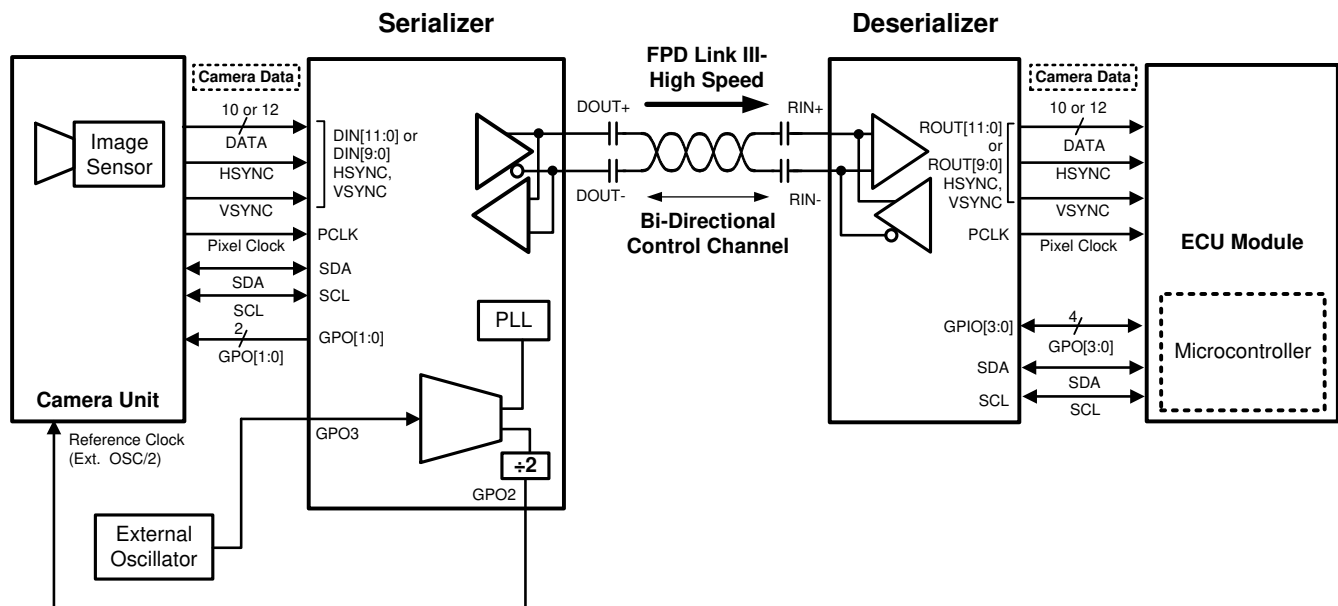 Serializer
Deserializer
FPD Link III-
High Speed
Camera Data
Camera Data
10 or 12
DATA
HSYNC
VSYNC
Pixel Clock
SDA
SCL
2
GPO[1:0]
Image
Sensor
Camera Unit
DIN[11:0] or
DIN[9:0]
HSYNC,
VSYNC
PCLK
SDA
SCL
GPO[1:0]
PLL
GPO3
÷2
GPO2
Reference Clock
(Ext. OSC/2)
External
Oscillator
DOUT+
DOUT-
RIN+
RIN-
Bi-Directional
Control Channel
ROUT[11:0]
or
ROUT[9:0]
HSYNC,
VSYNC
PCLK
GPIO[3:0]
SDA
SCL
10 or 12
DATA
HSYNC
VSYNC
Pixel Clock
4
GPO[3:0]
SDA
SCL
ECU Module
Microcontroller